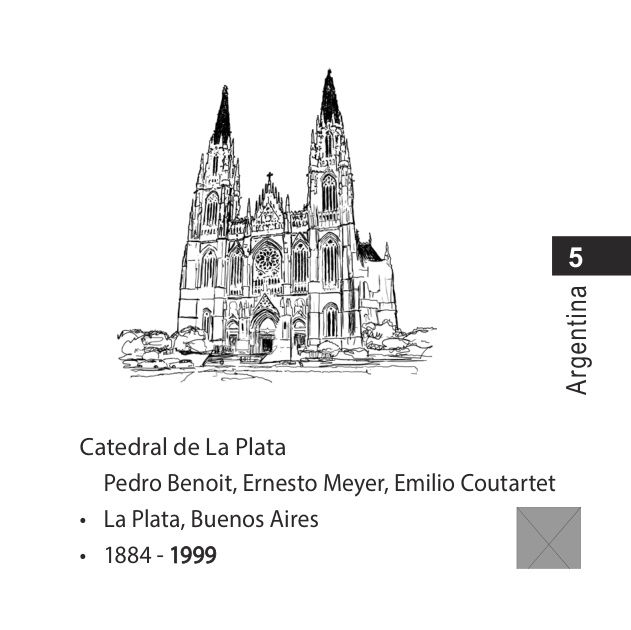 5
Argentina
Catedral de La Plata
Pedro Benoit, Ernesto Meyer, Emilio Coutartet
• La Plata, Buenos Aires
• 1884 - 1999